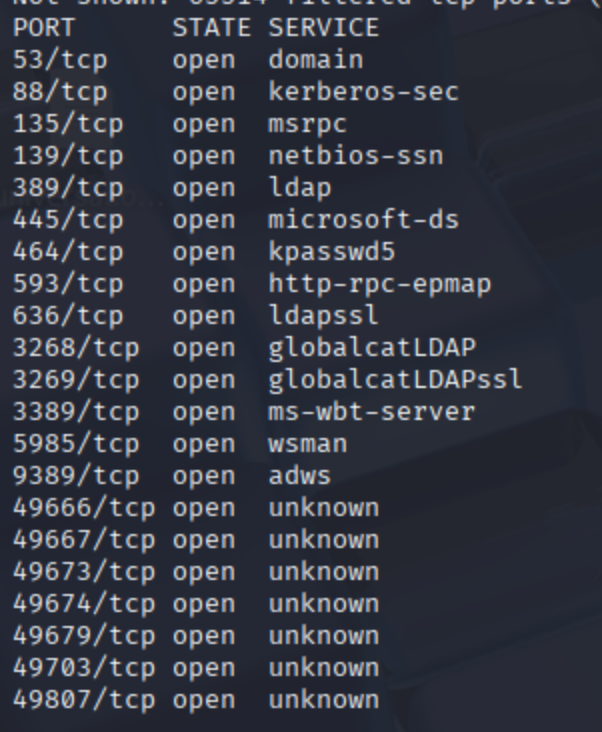 Not shown: 65514 filtered tcp ports (
PORT STATE SERVICE
53/tcp open domain
88/tcp open kerberos-sec
135/tcp open msrpc
139/tcp open netbios-ssn
389/tcp open ldap
445/tcp open microsoft-ds
464/tcp open kpasswd5
593/tcp open http-rpc-epmap
636/tcp open ldapssl
3268/tcp open globalcatLDAP
3269/tcp open globalcatLDAPssl
3389/tcp open ms-wbt-server
5985/tcp open wsman
9389/tcp open adws
49666/tcp open unknown
49667/tcp open unknown
49673/tcp open unknown
49674/tcp open unknown
49679/tcp open unknown
49703/tcp open unknown
49807/tcp open unknown